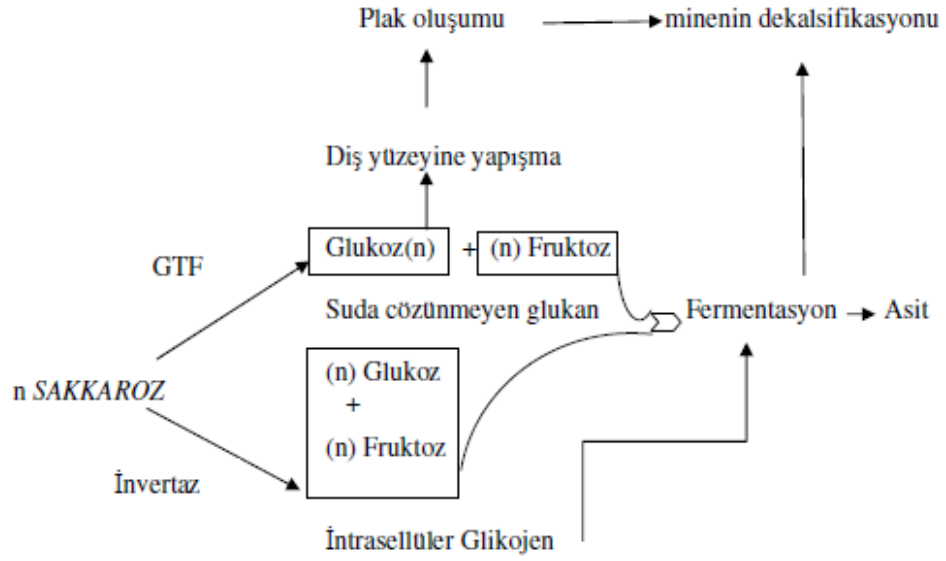 Plak oluşumu minenin dekalsifikasyonu
Diş yüzeyine yapışma
Glukoz(n) + (n) Fruktoz
GTF
Suda cözünmeyen glukan Fermentasyon Asit
(n) Glukoz
n SAKKAROZ
+
(n) Fruktoz
İnvertaz
İntrasellüler Glikojen